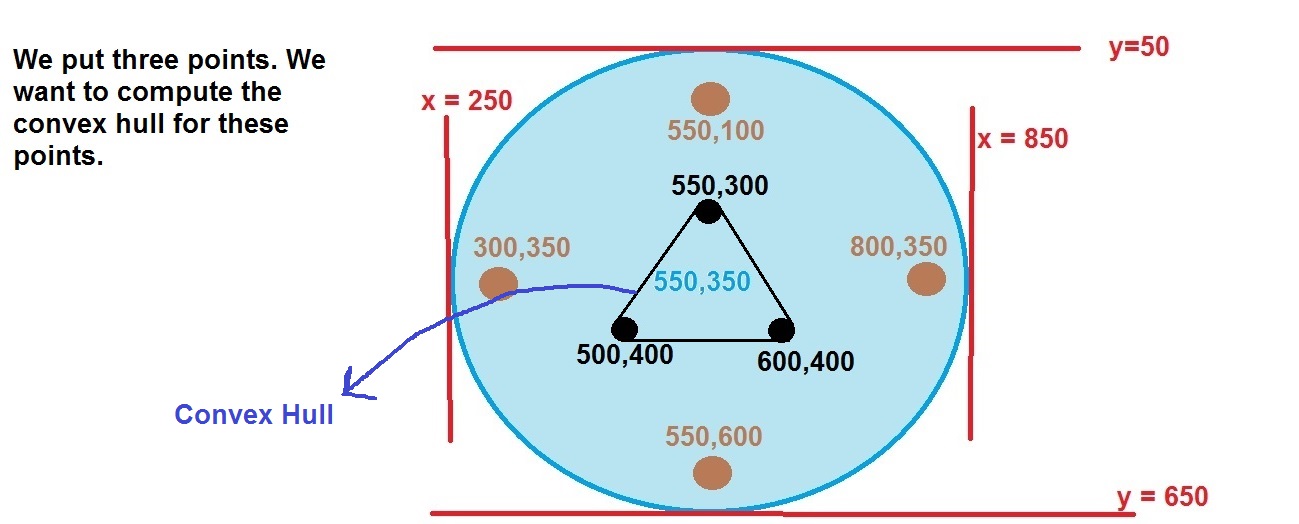 We put three points. We
want to compute the
convex hull for these
points.
y=50
x = 250
550,100
x = 850
550,300
300,350
800,350
550,350
500,400
600,400
Convex Hull
550,600
y = 650